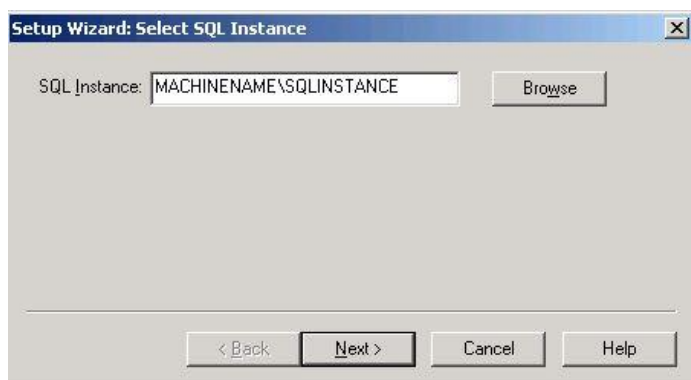 Setup Wizard: Select SQL Instance
SQL Instance: MACHINENAME\SQLINSTANCE Browse
< Back Next > Cancel Help